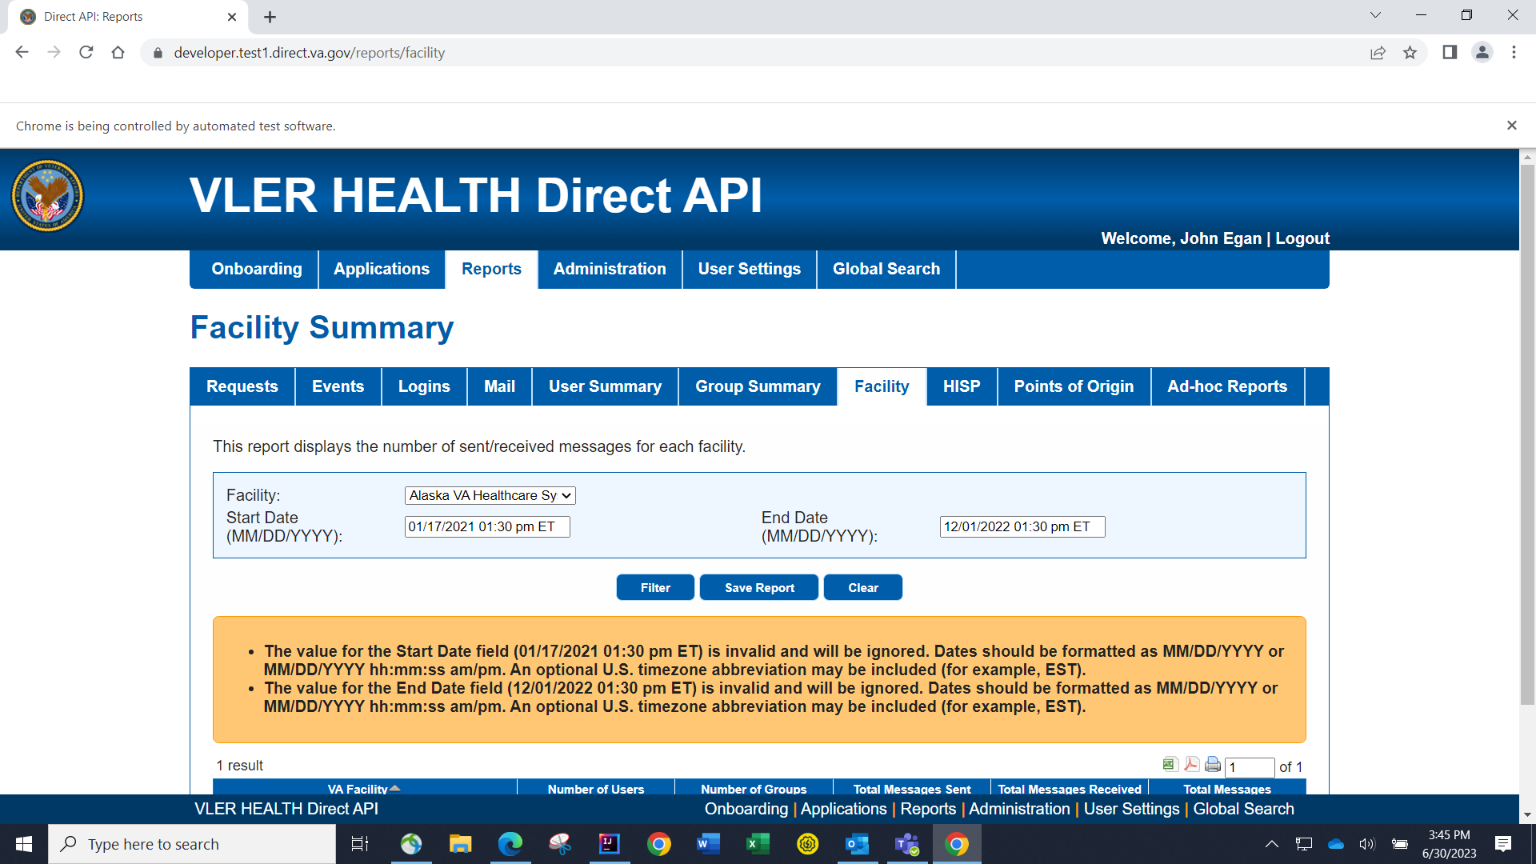 Direct API: Reports
developer.test1.direct.va.gov/reports/facility
Chrome is being controlled by automated test software.
VLER HEALTH Direct API
Welcome, John Egan | Logout
Onboarding Applications Reports Administration User Settings Global Search
Facility Summary
Requests Events Logins Mail User Summary Group Summary Facility HISP Points of Origin Ad-hoc Reports
This report displays the number of sent/received messages for each facility.
Facility: Alaska VA Healthcare Sy
Start Date
(MM/DD/YYYY): 01/17/2021 01:30 pm ET
End Date
(MM/DD/YYYY): 12/01/2022 01:30 pm ET
Filter Save Report Clear
• The value for the Start Date field (01/17/2021 01:30 pm ET) is invalid and will be ignored. Dates should be formatted as MM/DD/YYYY or
MM/DD/YYYY hh:mm:ss am/pm. An optional U.S. timezone abbreviation may be included (for example, EST).
• The value for the End Date field (12/01/2022 01:30 pm ET) is invalid and will be ignored. Dates should be formatted as MM/DD/YYYY or
MM/DD/YYYY hh:mm:ss am/pm. An optional U.S. timezone abbreviation may be included (for example, EST).
1 result 1 of 1
VA Facility Number of Users Number of Groups Total Messages Sent Total Messages Received Total Messages
VLER HEALTH Direct API Onboarding | Applications | Reports | Administration | User Settings | Global Search
Type here to search
3:45 PM
6/30/2023